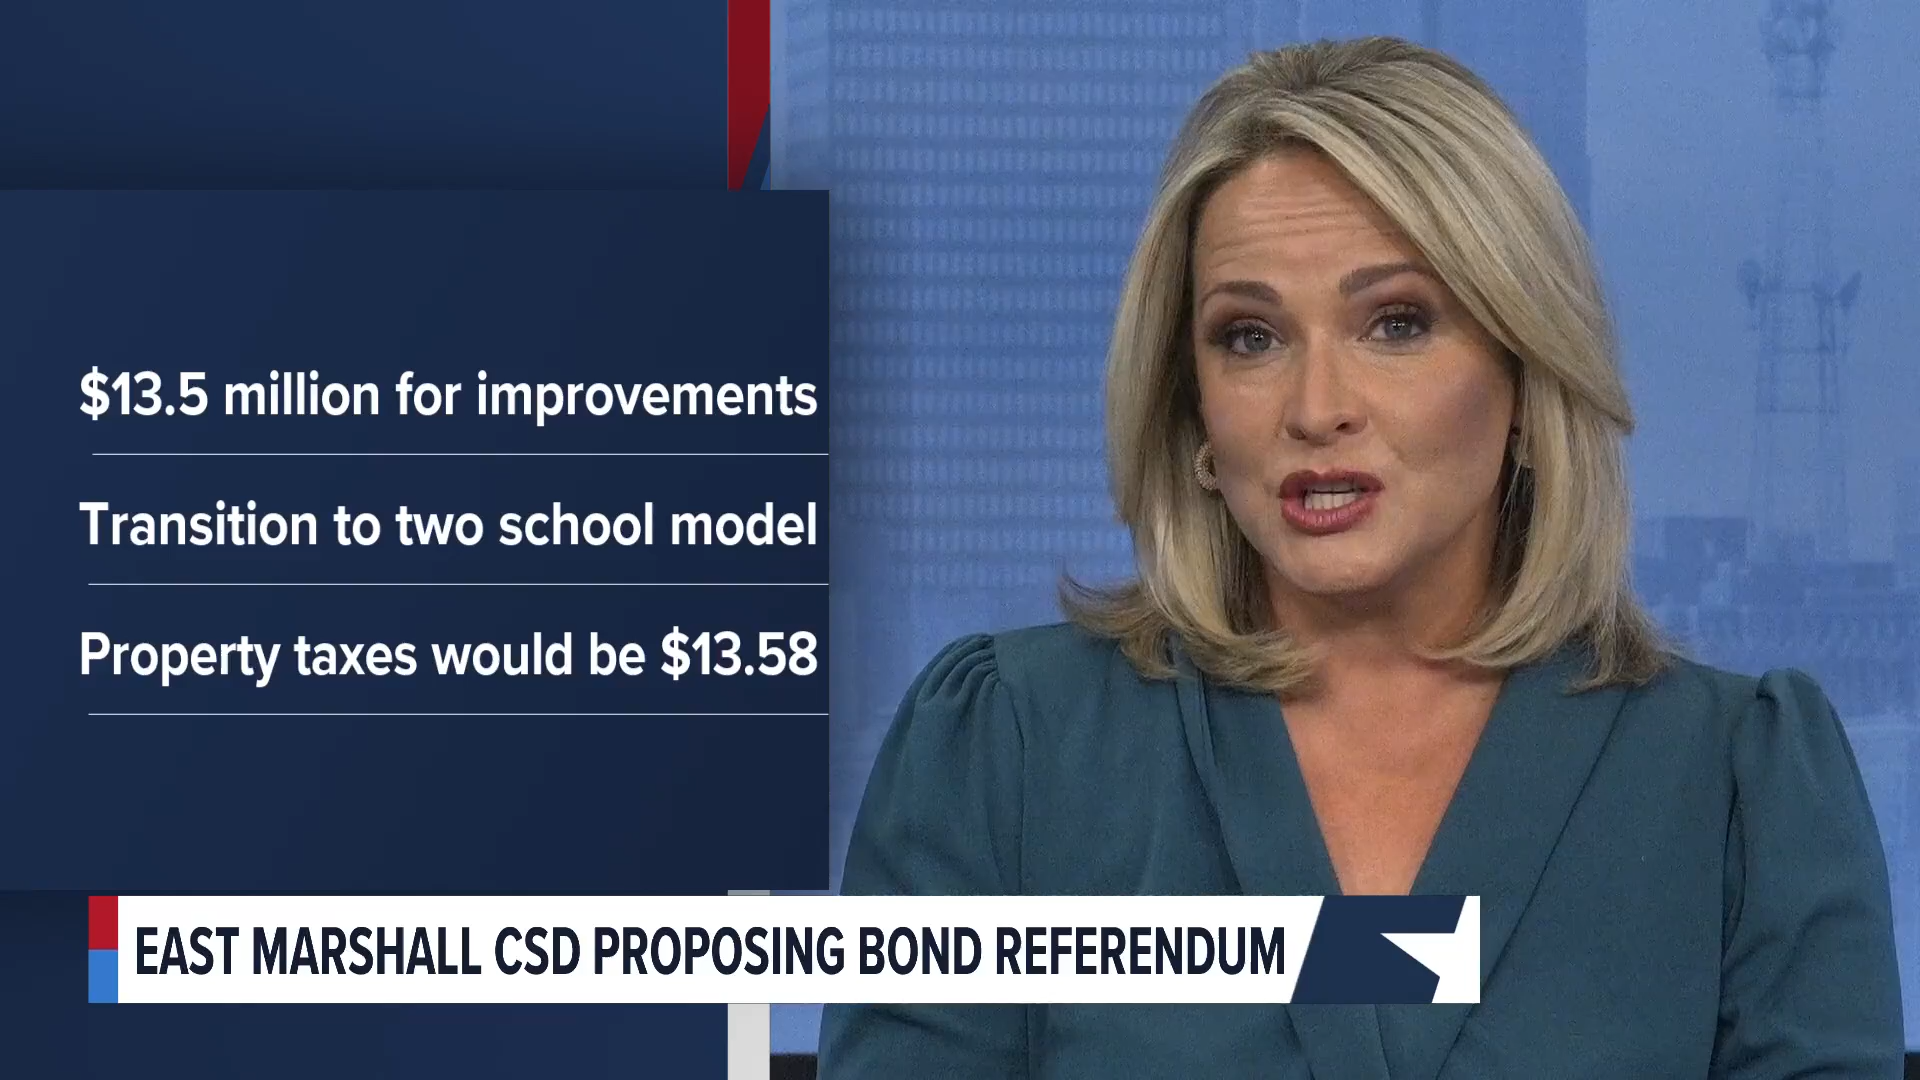 $13.5 million for improvements
Transition to two school model
Property taxes would be $13.58
EAST MARSHALL CSD PROPOSING BOND REFERENDUM